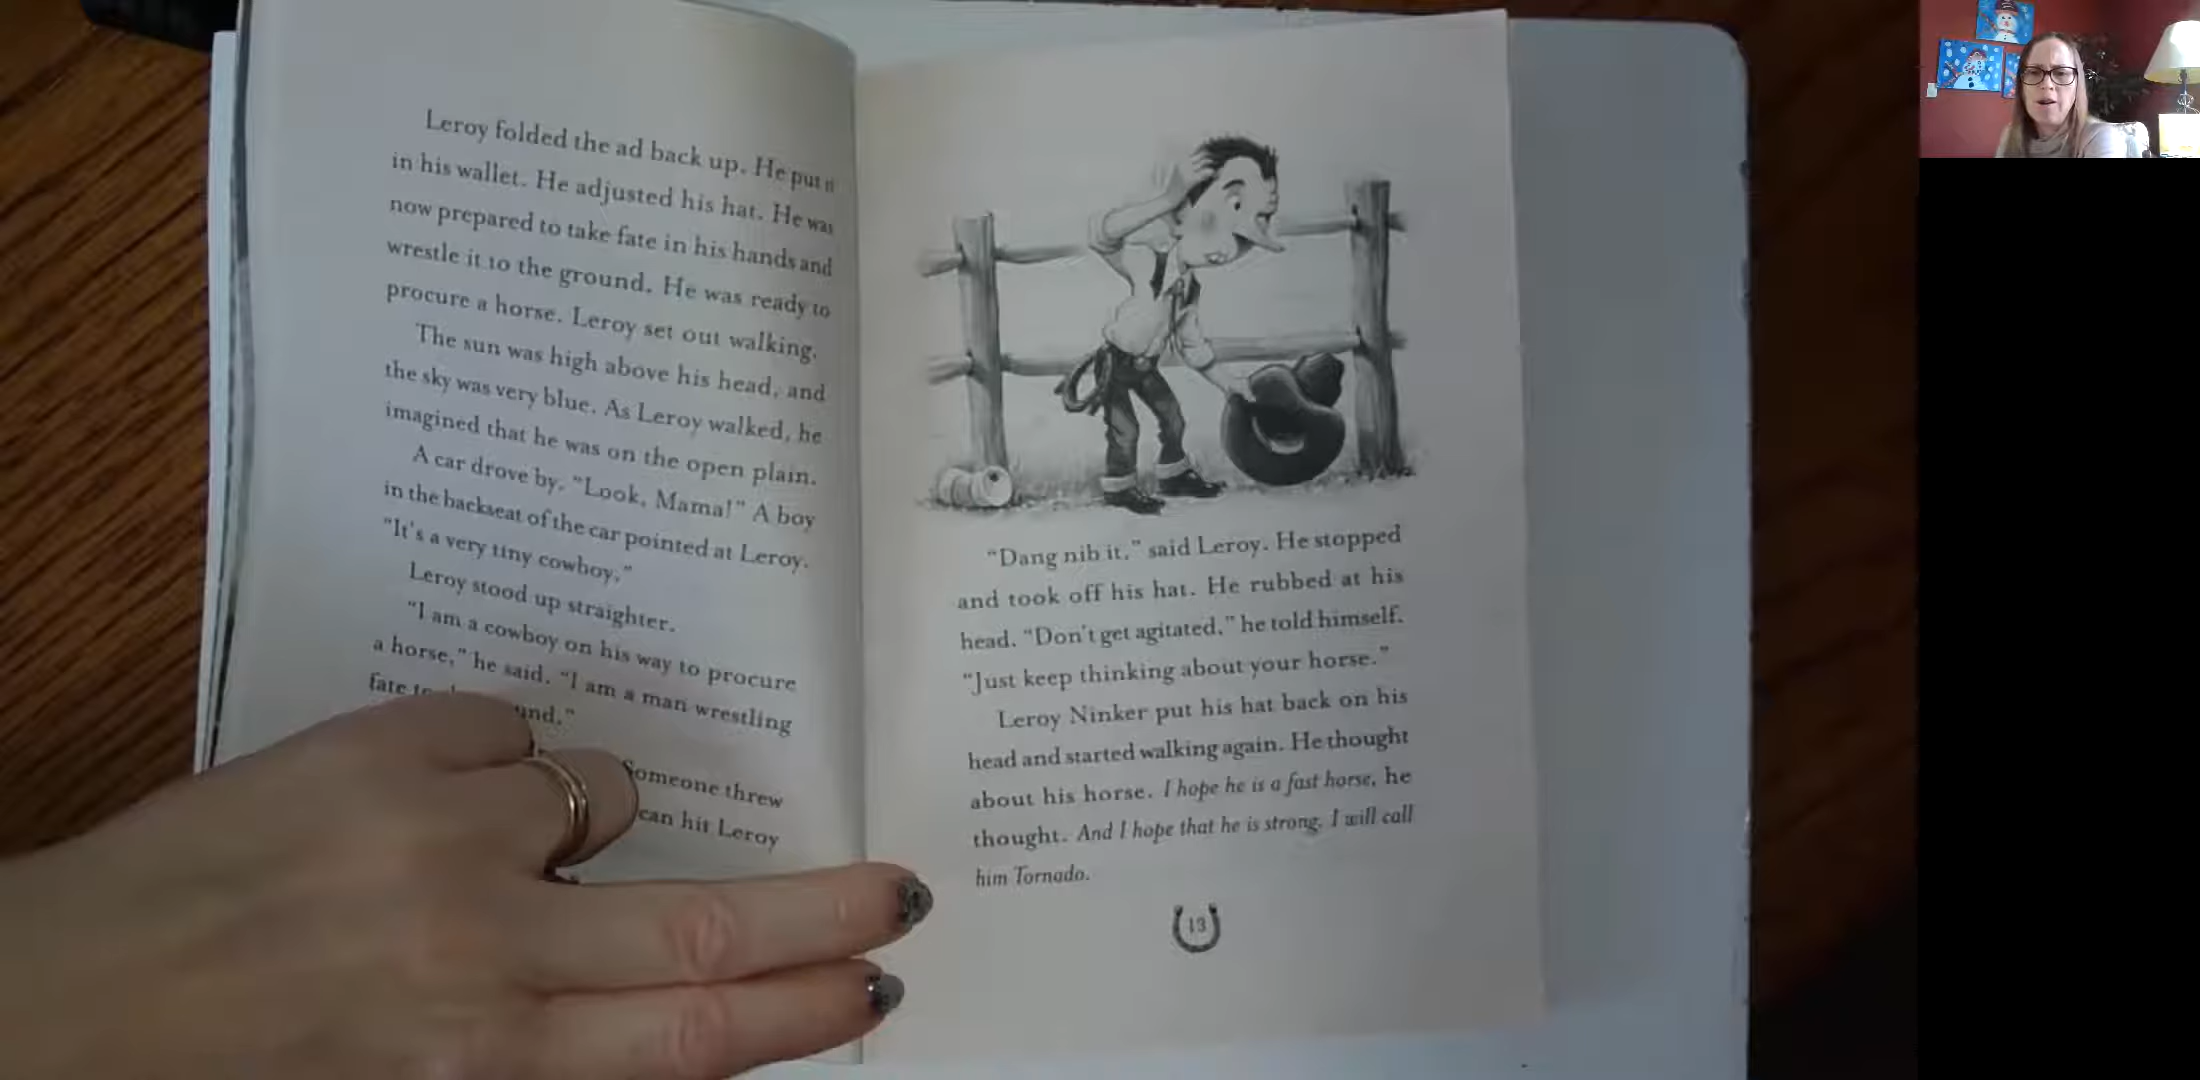 Leroy folded the ad back up. He put it
in his wallet. He adjusted his hat. He was
now prepared to take fate in his hands and
wrestle it to the ground. He was ready to
procure a horse. Leroy set out walking.
The sun was high above his head, and
the sky was very blue. As Leroy walked, he
imagined that he was on the open plain.
A car drove by. "Look, Mama!" A boy
in the backseat of the car pointed at Leroy.
"It's a very tiny cowboy."
Leroy stood up straighter.
"I am a cowboy on his way to procure
a horse," he said. "I am a man wrestling
fate
Someone threw
can hit Leroy
"Dang nib it," said Leroy. He stopped
and took off his hat. He rubbed at his
head. "Don't get agitated," he told himself.
"Just keep thinking about your horse."
Leroy Ninker put his hat back on his
head and started walking again. He thought
about his horse. I hope he is a fast horse, he
thought. And I hope that he is strong. I will call
him Tornado.
13